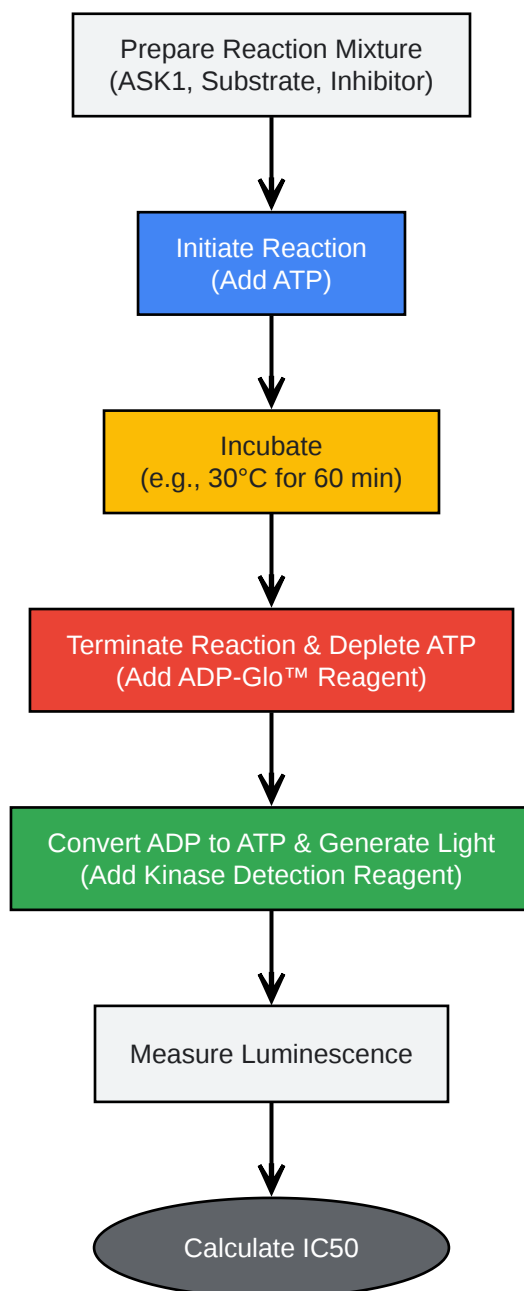 Prepare Reaction Mixture
(ASK1, Substrate, Inhibitor)
Initiate Reaction
(Add ATP)
Incubate
(e.g., 30°C for 60 min)
Terminate Reaction & Deplete ATP
(Add ADP-Glo™ Reagent)
Convert ADP to ATP & Generate Light
(Add Kinase Detection Reagent)
Measure Luminescence
Calculate IC50